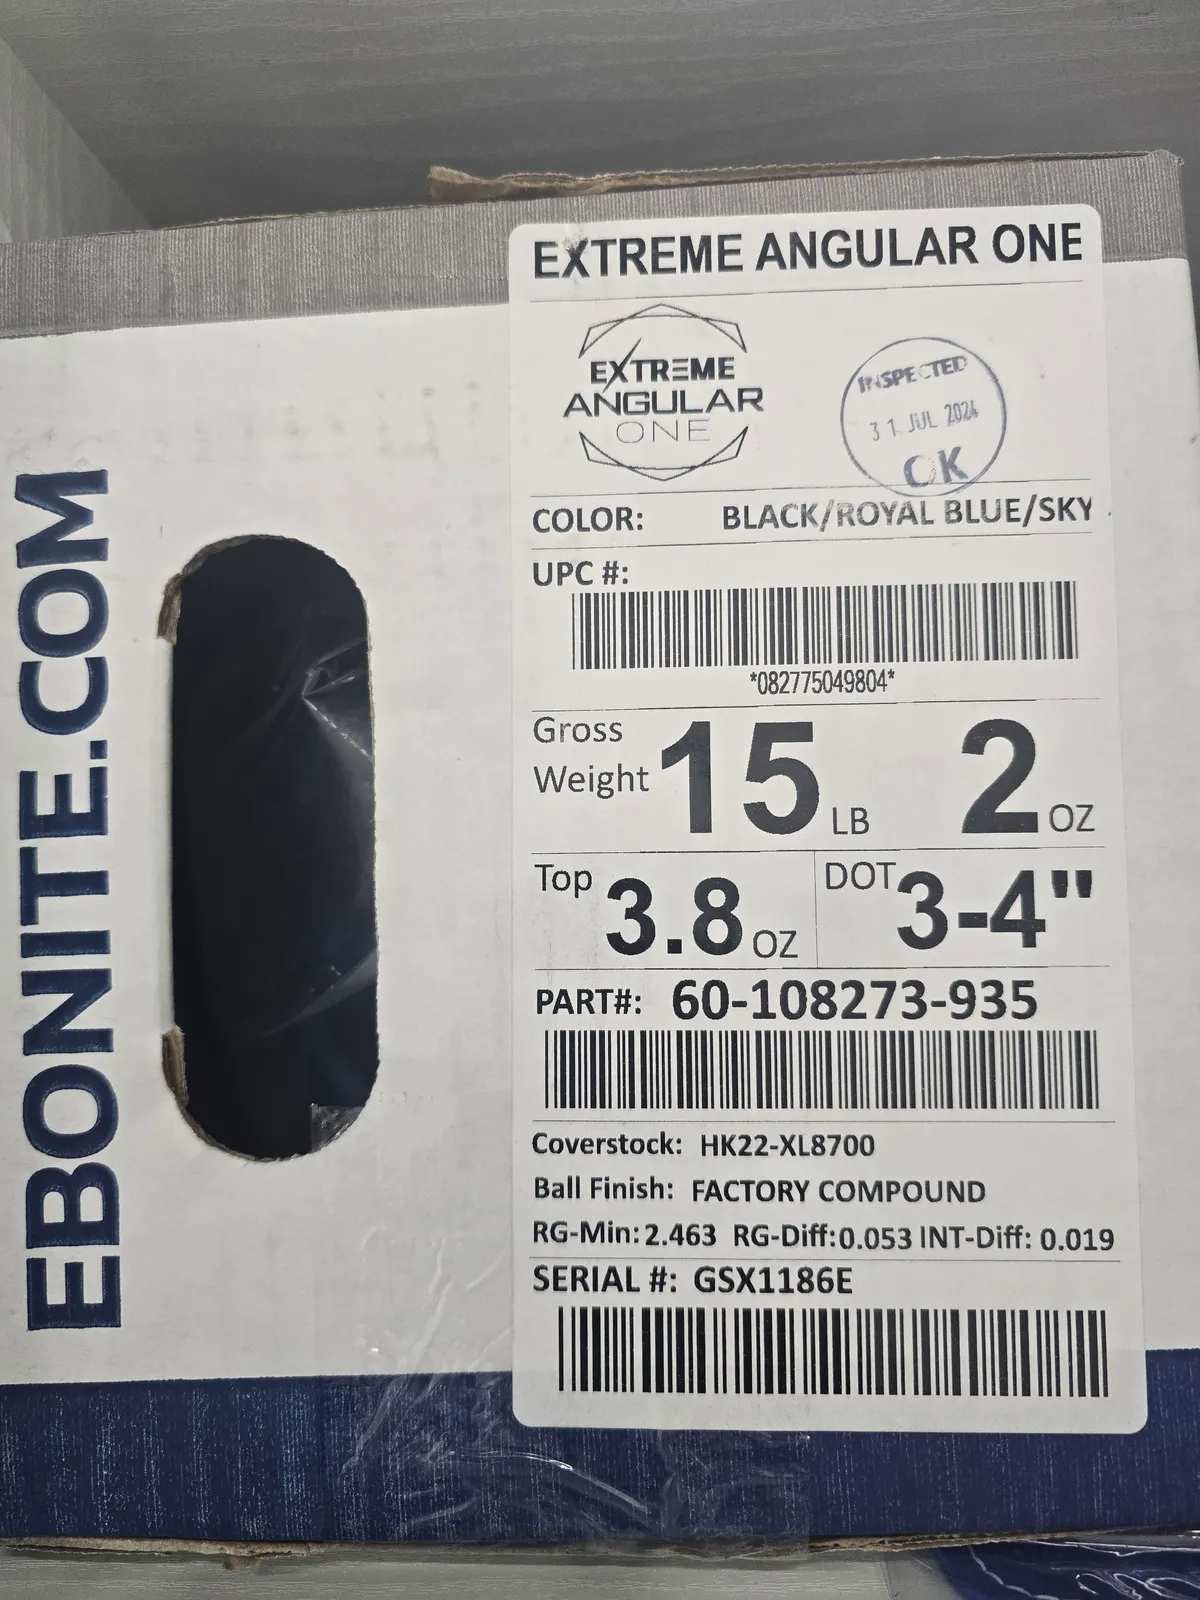 EBONITE.COM
EXTREME ANGULAR ONE
EXTREME
ANGULAR
ONE
INSPECTED
31 JUL 2024
OK
COLOR: BLACK/ROYAL BLUE/SKY
UPC #:
*082775049804*
Gross Weight 15 LB 2 OZ
Top 3.8 OZ DOT 3-4"
PART#: 60-108273-935
Coverstock: HK22-XL8700
Ball Finish: FACTORY COMPOUND
RG-Min: 2.463 RG-Diff: 0.053 INT-Diff: 0.019
SERIAL #: GSX1186E